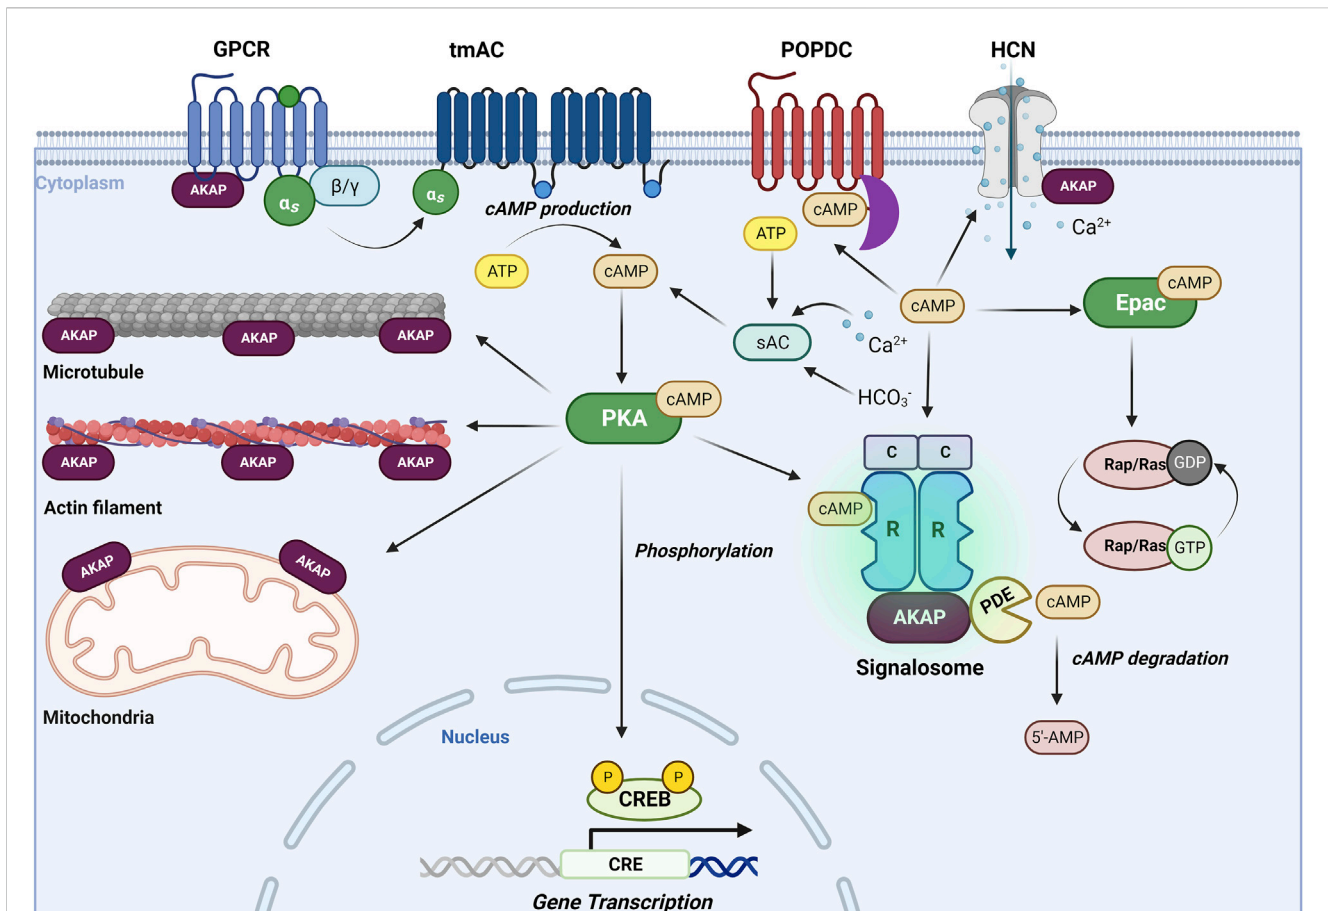 GPCR
tmAC
POPDC
HCN
Cytoplasm
AKAP
αs
β/γ
αs
cAMP production
cAMP
AKAP
Ca2+
ATP
ATP
cAMP
cAMP
cAMP
Epac
sAC
Ca2+
HCO3-
AKAP
AKAP
AKAP
Microtubule
PKA
cAMP
AKAP
AKAP
AKAP
Actin filament
C
C
cAMP
R
R
Rap/Ras
GDP
Rap/Ras
GTP
Phosphorylation
AKAP
AKAP
Mitochondria
AKAP
PDE
cAMP
Signalosome
cAMP degradation
5'-AMP
Nucleus
P
P
CREB
CRE
Gene Transcription